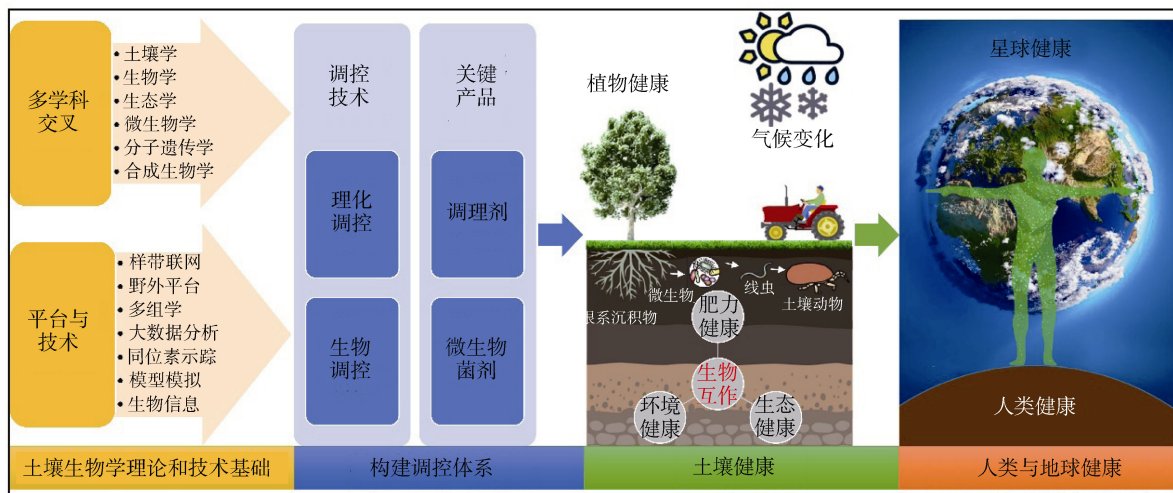 多学科
交叉
• 土壤学
• 生物学
• 生态学
• 微生物学
• 分子遗传学
• 合成生物学
平台与
技术
• 样带联网
• 野外平台
• 多组学
• 大数据分析
• 同位素示踪
• 模型模拟
• 生物信息
土壤生物学理论和技术基础
调控
技术
关键
产品
理化
调控
调理剂
生物
调控
微生物
菌剂
构建调控体系
植物健康
气候变化
微生物
线虫
土壤动物
根系沉积物
肥力
健康
生物
互作
环境
健康
生态
健康
土壤健康
星球健康
人类健康
人类与地球健康